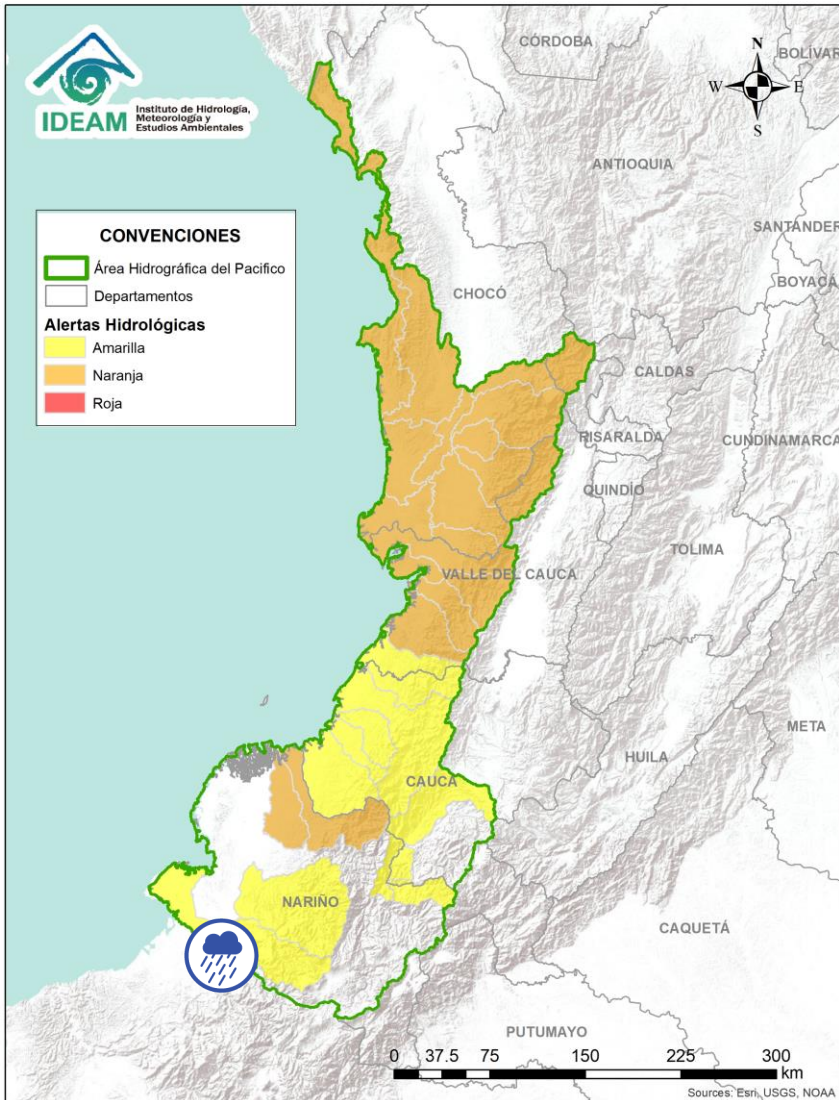 IDEAM
Instituto de Hidrología,
Meteorología y
Estudios Ambientales
CÓRDOBA
BOLÍVAR
N
W
E
S
ANTIOQUIA
SANTANDER
BOYACÁ
CONVENCIONES
Área Hidrográfica del Pacifico
Departamentos
Alertas Hidrológicas
Amarilla
Naranja
Roja
CHOCÓ
CALDAS
RISARALDA
CUNDINAMARCA
QUINDÍO
TOLIMA
VALLE DEL CAUCA
META
HUILA
CAUCA
NARIÑO
CAQUETÁ
PUTUMAYO
0 37.5 75 150 225 300
km
Sources: Esri, USGS, NOAA